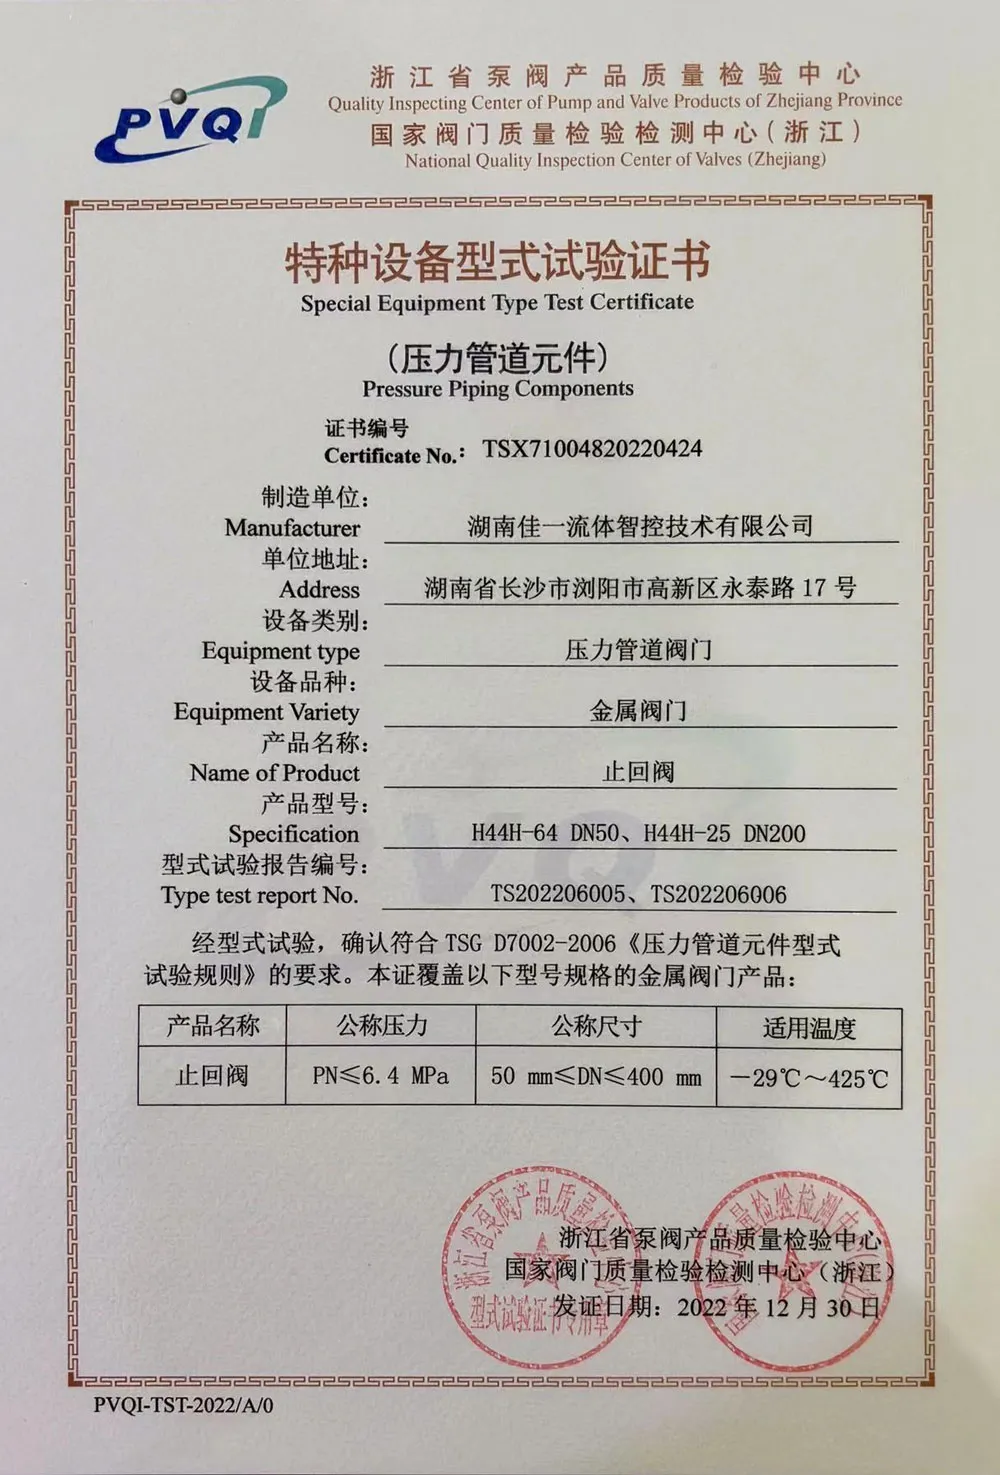 PVQI
浙江省泵阀产品质量检验中心
Quality Inspecting Center of Pump and Valve Products of Zhejiang Province
国家阀门质量检验检测中心(浙江)
National Quality Inspection Center of Valves (Zhejiang)
特种设备型式试验证书
Special Equipment Type Test Certificate
(压力管道元件)
Pressure Piping Components
证书编号
Certificate No.: TSX71004820220424
制造单位:
Manufacturer 湖南佳一流体智控技术有限公司
单位地址:
Address 湖南省长沙市浏阳市高新区永泰路 17 号
设备类别:
Equipment type 压力管道阀门
设备品种:
Equipment Variety 金属阀门
产品名称:
Name of Product 止回阀
产品型号:
Specification H44H-64 DN50、H44H-25 DN200
型式试验报告编号:
Type test report No. TS202206005、TS202206006
经型式试验，确认符合 TSG D7002-2006《压力管道元件型式
试验规则》的要求。本证覆盖以下型号规格的金属阀门产品:
产品名称 公称压力 公称尺寸 适用温度
止回阀 PN≤6.4 MPa 50 mm≤DN≤400 mm －29℃～425℃
浙江省泵阀产品质量检验中心
国家阀门质量检验检测中心（浙江）
发证日期: 2022 年 12 月 30 日
型式试验证书专用章
PVQI-TST-2022/A/0